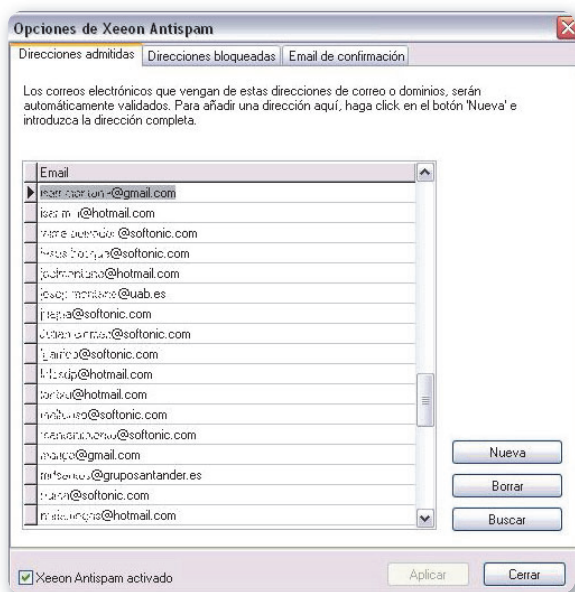 Opciones de Xeeon Antispam
Direcciones admitidas
Direcciones bloqueadas
Email de confirmación
Los correos electrónicos que vengan de estas direcciones de correo o dominios, serán
automáticamente validados. Para añadir una dirección aquí, haga click en el botón 'Nueva' e
introduzca la dirección completa.
Email
@gmail.com
@hotmail.com
@softonic.com
@softonic.com
@hotmail.com
@uab.es
@softonic.com
@softonic.com
@softonic.com
@hotmail.com
@hotmail.com
@softonic.com
@softonic.com
@gmail.com
@gruposantander.es
@softonic.com
@hotmail.com
Nueva
Borrar
Buscar
Xeeon Antispam activado
Aplicar
Cerrar